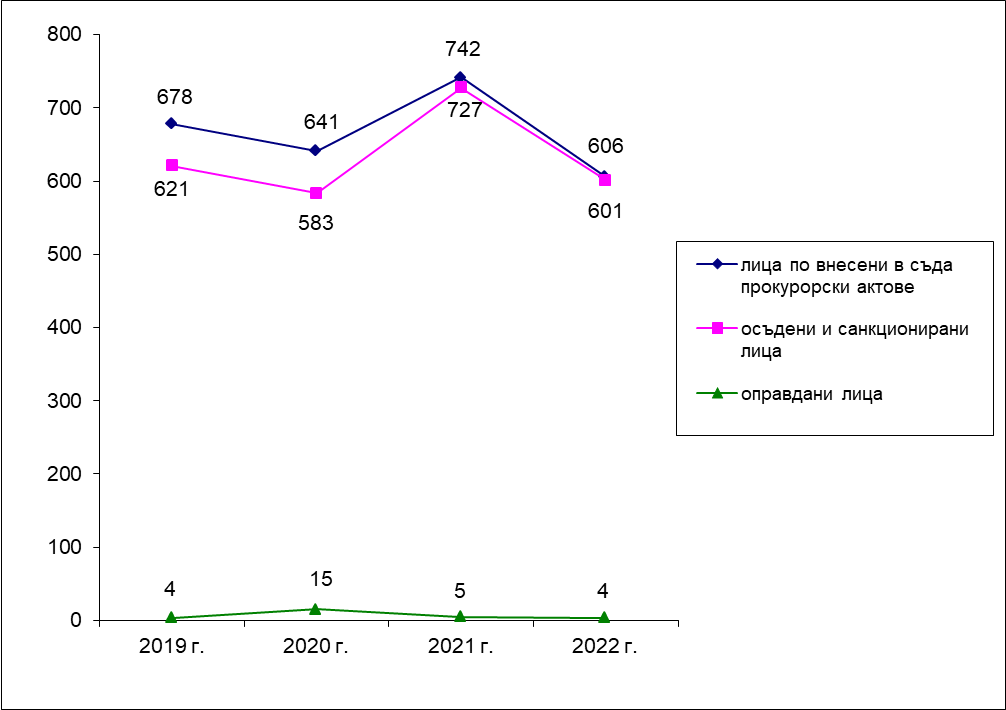 800
700
600
500
400
300
200
100
0
678
641
742
606
621
583
727
601
4
15
5
4
2019 г.
2020 г.
2021 г.
2022 г.
лица по внесени в съда
прокурорски актове
осъдени и санкционирани
лица
оправдани лица